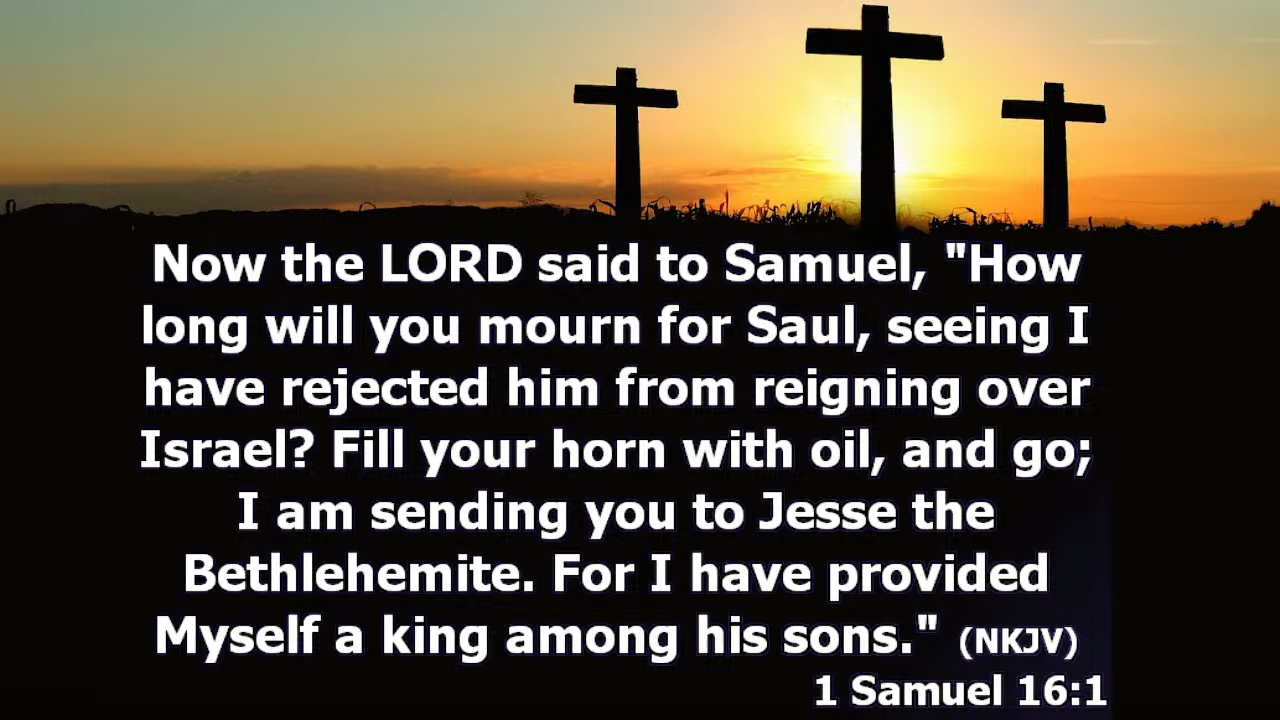 Now the LORD said to Samuel, "How
long will you mourn for Saul, seeing I
have rejected him from reigning over
Israel? Fill your horn with oil, and go;
I am sending you to Jesse the
Bethlehemite. For I have provided
Myself a king among his sons." (NKJV)
1 Samuel 16:1